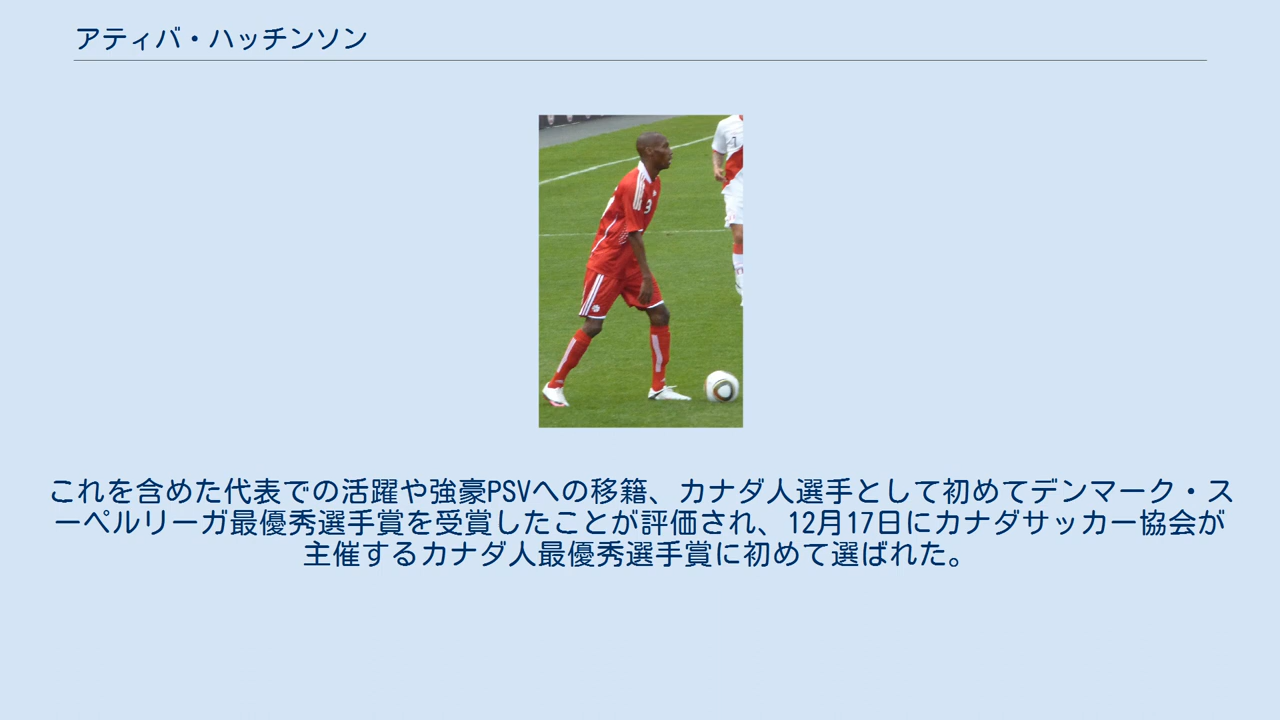 アティバ・ハッチンソン
3
1
これを含めた代表での活躍や強豪PSVへの移籍、カナダ人選手として初めてデンマーク・ス
ーペルリーガ最優秀選手賞を受賞したことが評価され、12月17日にカナダサッカー協会が
主催するカナダ人最優秀選手賞に初めて選ばれた。